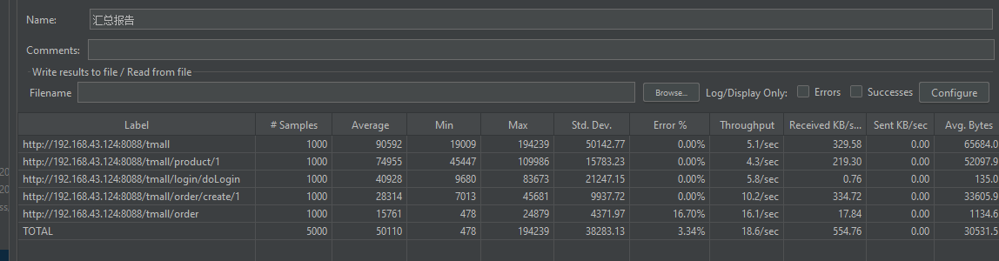 Name: 汇总报告
Comments:
Write results to file / Read from file
Filename Browse... Log/Display Only: Errors Successes Configure
Label # Samples Average Min Max Std. Dev. Error % Throughput Received KB/s... Sent KB/sec Avg. Bytes
http://192.168.43.124:8088/tmall 1000 90592 19009 194239 50142.77 0.00% 5.1/sec 329.58 0.00 65684.0
http://192.168.43.124:8088/tmall/product/1 1000 74955 45447 109986 15783.23 0.00% 4.3/sec 219.30 0.00 52097.9
http://192.168.43.124:8088/tmall/login/doLogin 1000 40928 9680 83673 21247.15 0.00% 5.8/sec 0.76 0.00 135.0
http://192.168.43.124:8088/tmall/order/create/1 1000 28314 7013 45681 9937.72 0.00% 10.2/sec 334.72 0.00 33605.9
http://192.168.43.124:8088/tmall/order 1000 15761 478 24879 4371.97 16.70% 16.1/sec 17.84 0.00 1134.6
TOTAL 5000 50110 478 194239 38283.13 3.34% 18.6/sec 554.76 0.00 30531.5